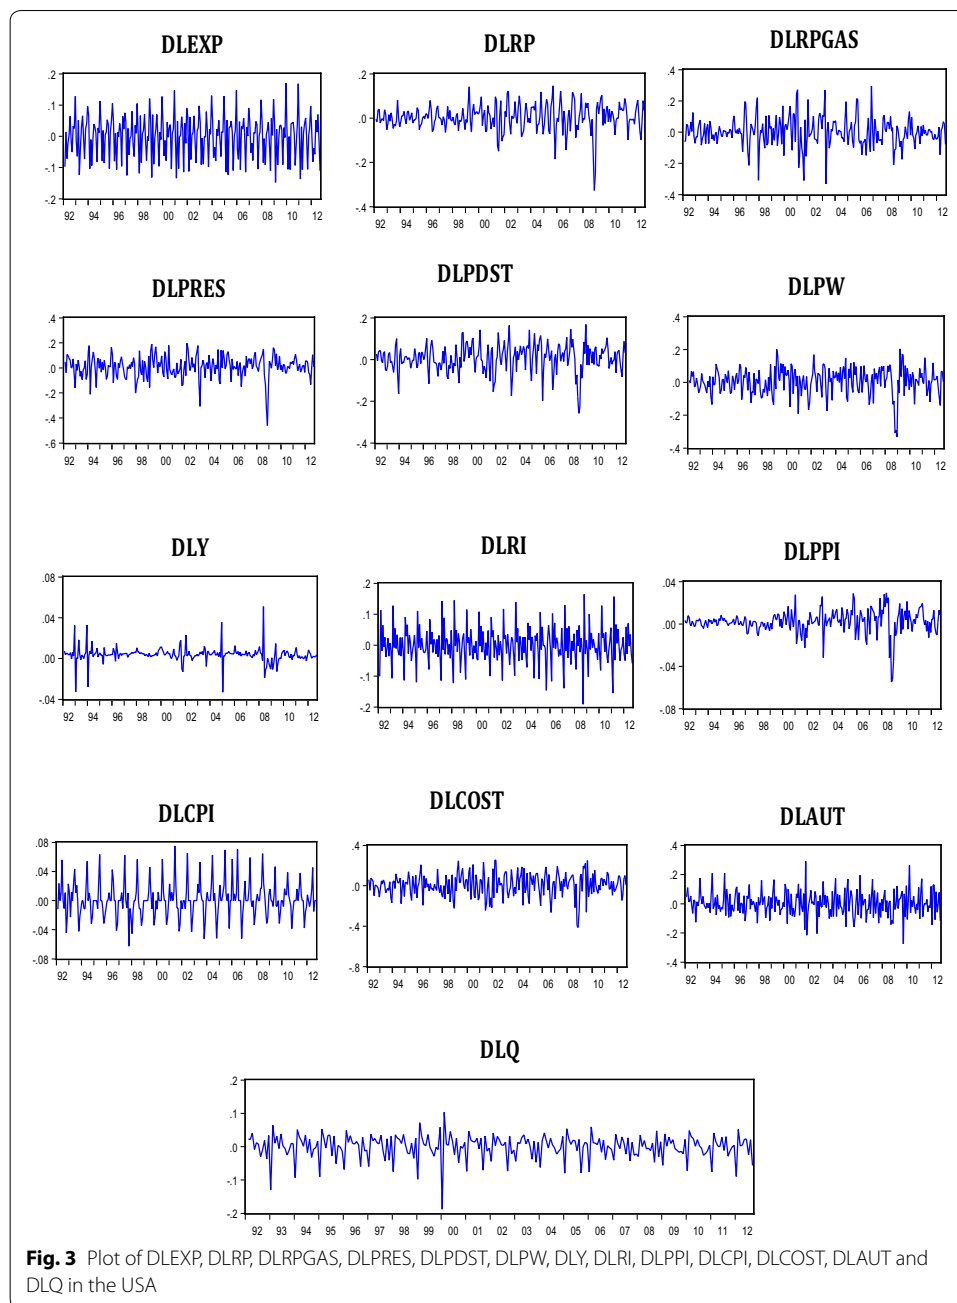 DLEXP
DLRP
DLRPGAS
.2
.1
.0
-.1
-.2
92 94 96 98 00 02 04 06 08 10 12
.2
.0
-.2
-.4
92 94 96 98 00 02 04 06 08 10 12
.4
.2
.0
-.2
-.4
92 94 96 98 00 02 04 06 08 10 12
DLPRES
DLPDST
DLPW
.4
.2
.0
-.2
-.4
-.6
92 94 96 98 00 02 04 06 08 10 12
.2
.0
-.2
-.4
92 94 96 98 00 02 04 06 08 10 12
.4
.2
.0
-.2
-.4
92 94 96 98 00 02 04 06 08 10 12
DLY
DLRI
DLPPI
.08
.04
.00
-.04
92 94 96 98 00 02 04 06 08 10 12
.2
.1
.0
-.1
-.2
92 94 96 98 00 02 04 06 08 10 12
.04
.00
-.04
-.08
92 94 96 98 00 02 04 06 08 10 12
DLCPI
DLCOST
DLAUT
.08
.04
.00
-.04
-.08
92 94 96 98 00 02 04 06 08 10 12
.4
.0
-.4
-.8
92 94 96 98 00 02 04 06 08 10 12
.4
.2
.0
-.2
-.4
92 94 96 98 00 02 04 06 08 10 12
DLQ
.2
.1
.0
-.1
-.2
92 93 94 95 96 97 98 99 00 01 02 03 04 05 06 07 08 09 10 11 12
Fig. 3 Plot of DLEXP, DLRP, DLRPGAS, DLPRES, DLPDST, DLPW, DLY, DLRI, DLPPI, DLCPI, DLCOST, DLAUT and
DLQ in the USA